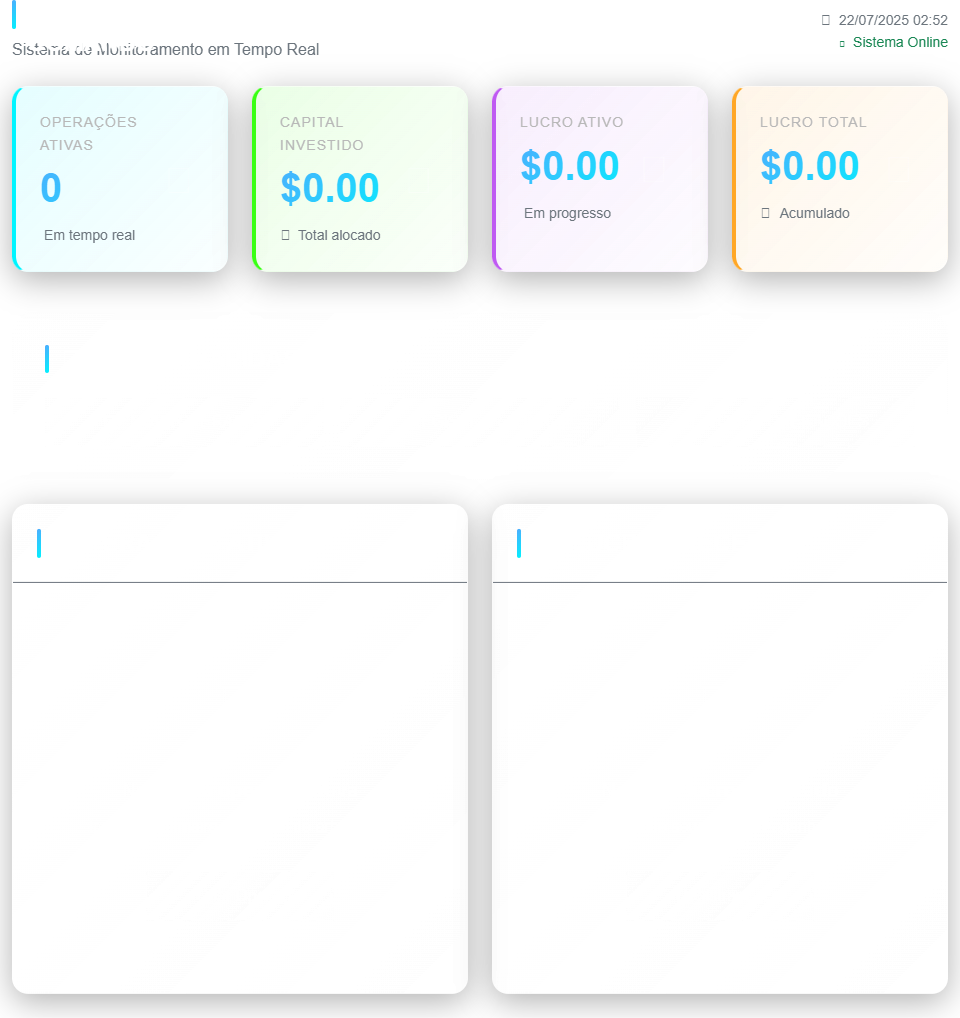 22/07/2025 02:52
Sistema de Monitoramento em Tempo Real
Sistema Online
OPERAÇÕES
ATIVAS
0
Em tempo real
CAPITAL
INVESTIDO
$0.00
Total alocado
LUCRO ATIVO
$0.00
Em progresso
LUCRO TOTAL
$0.00
Acumulado